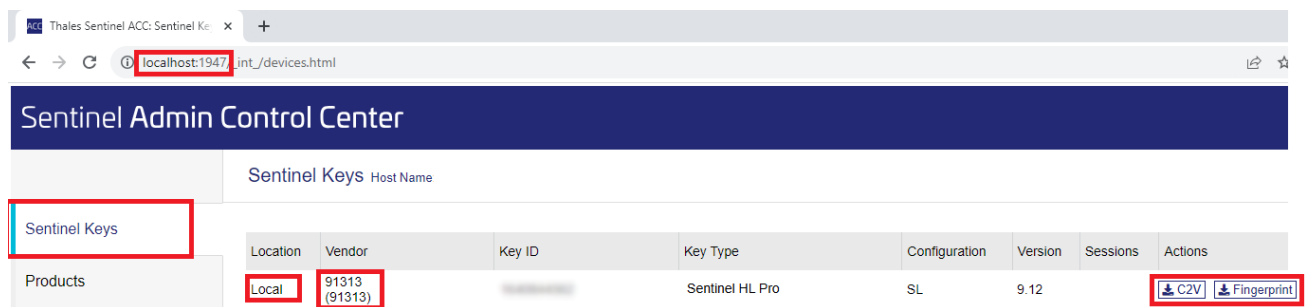 ACC Thales Sentinel ACC: Sentinel Ke
localhost:1947/_int_/devices.html
Sentinel Admin Control Center
Sentinel Keys Host Name
Sentinel Keys
Location Vendor Key ID Key Type Configuration Version Sessions Actions
Products
Local 91313 Sentinel HL Pro SL 9.12 C2V Fingerprint
(91313)